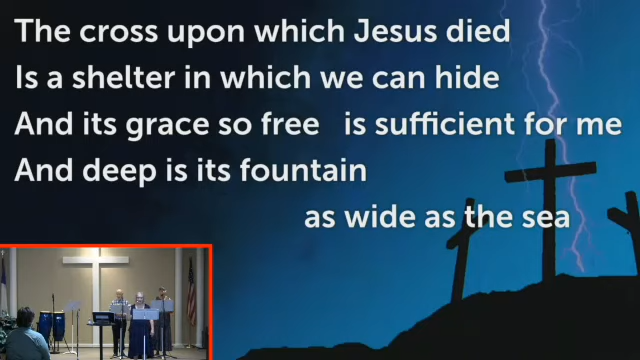 The cross upon which Jesus died
Is a shelter in which we can hide
And its grace so free is sufficient for me
And deep is its fountain
as wide as the sea